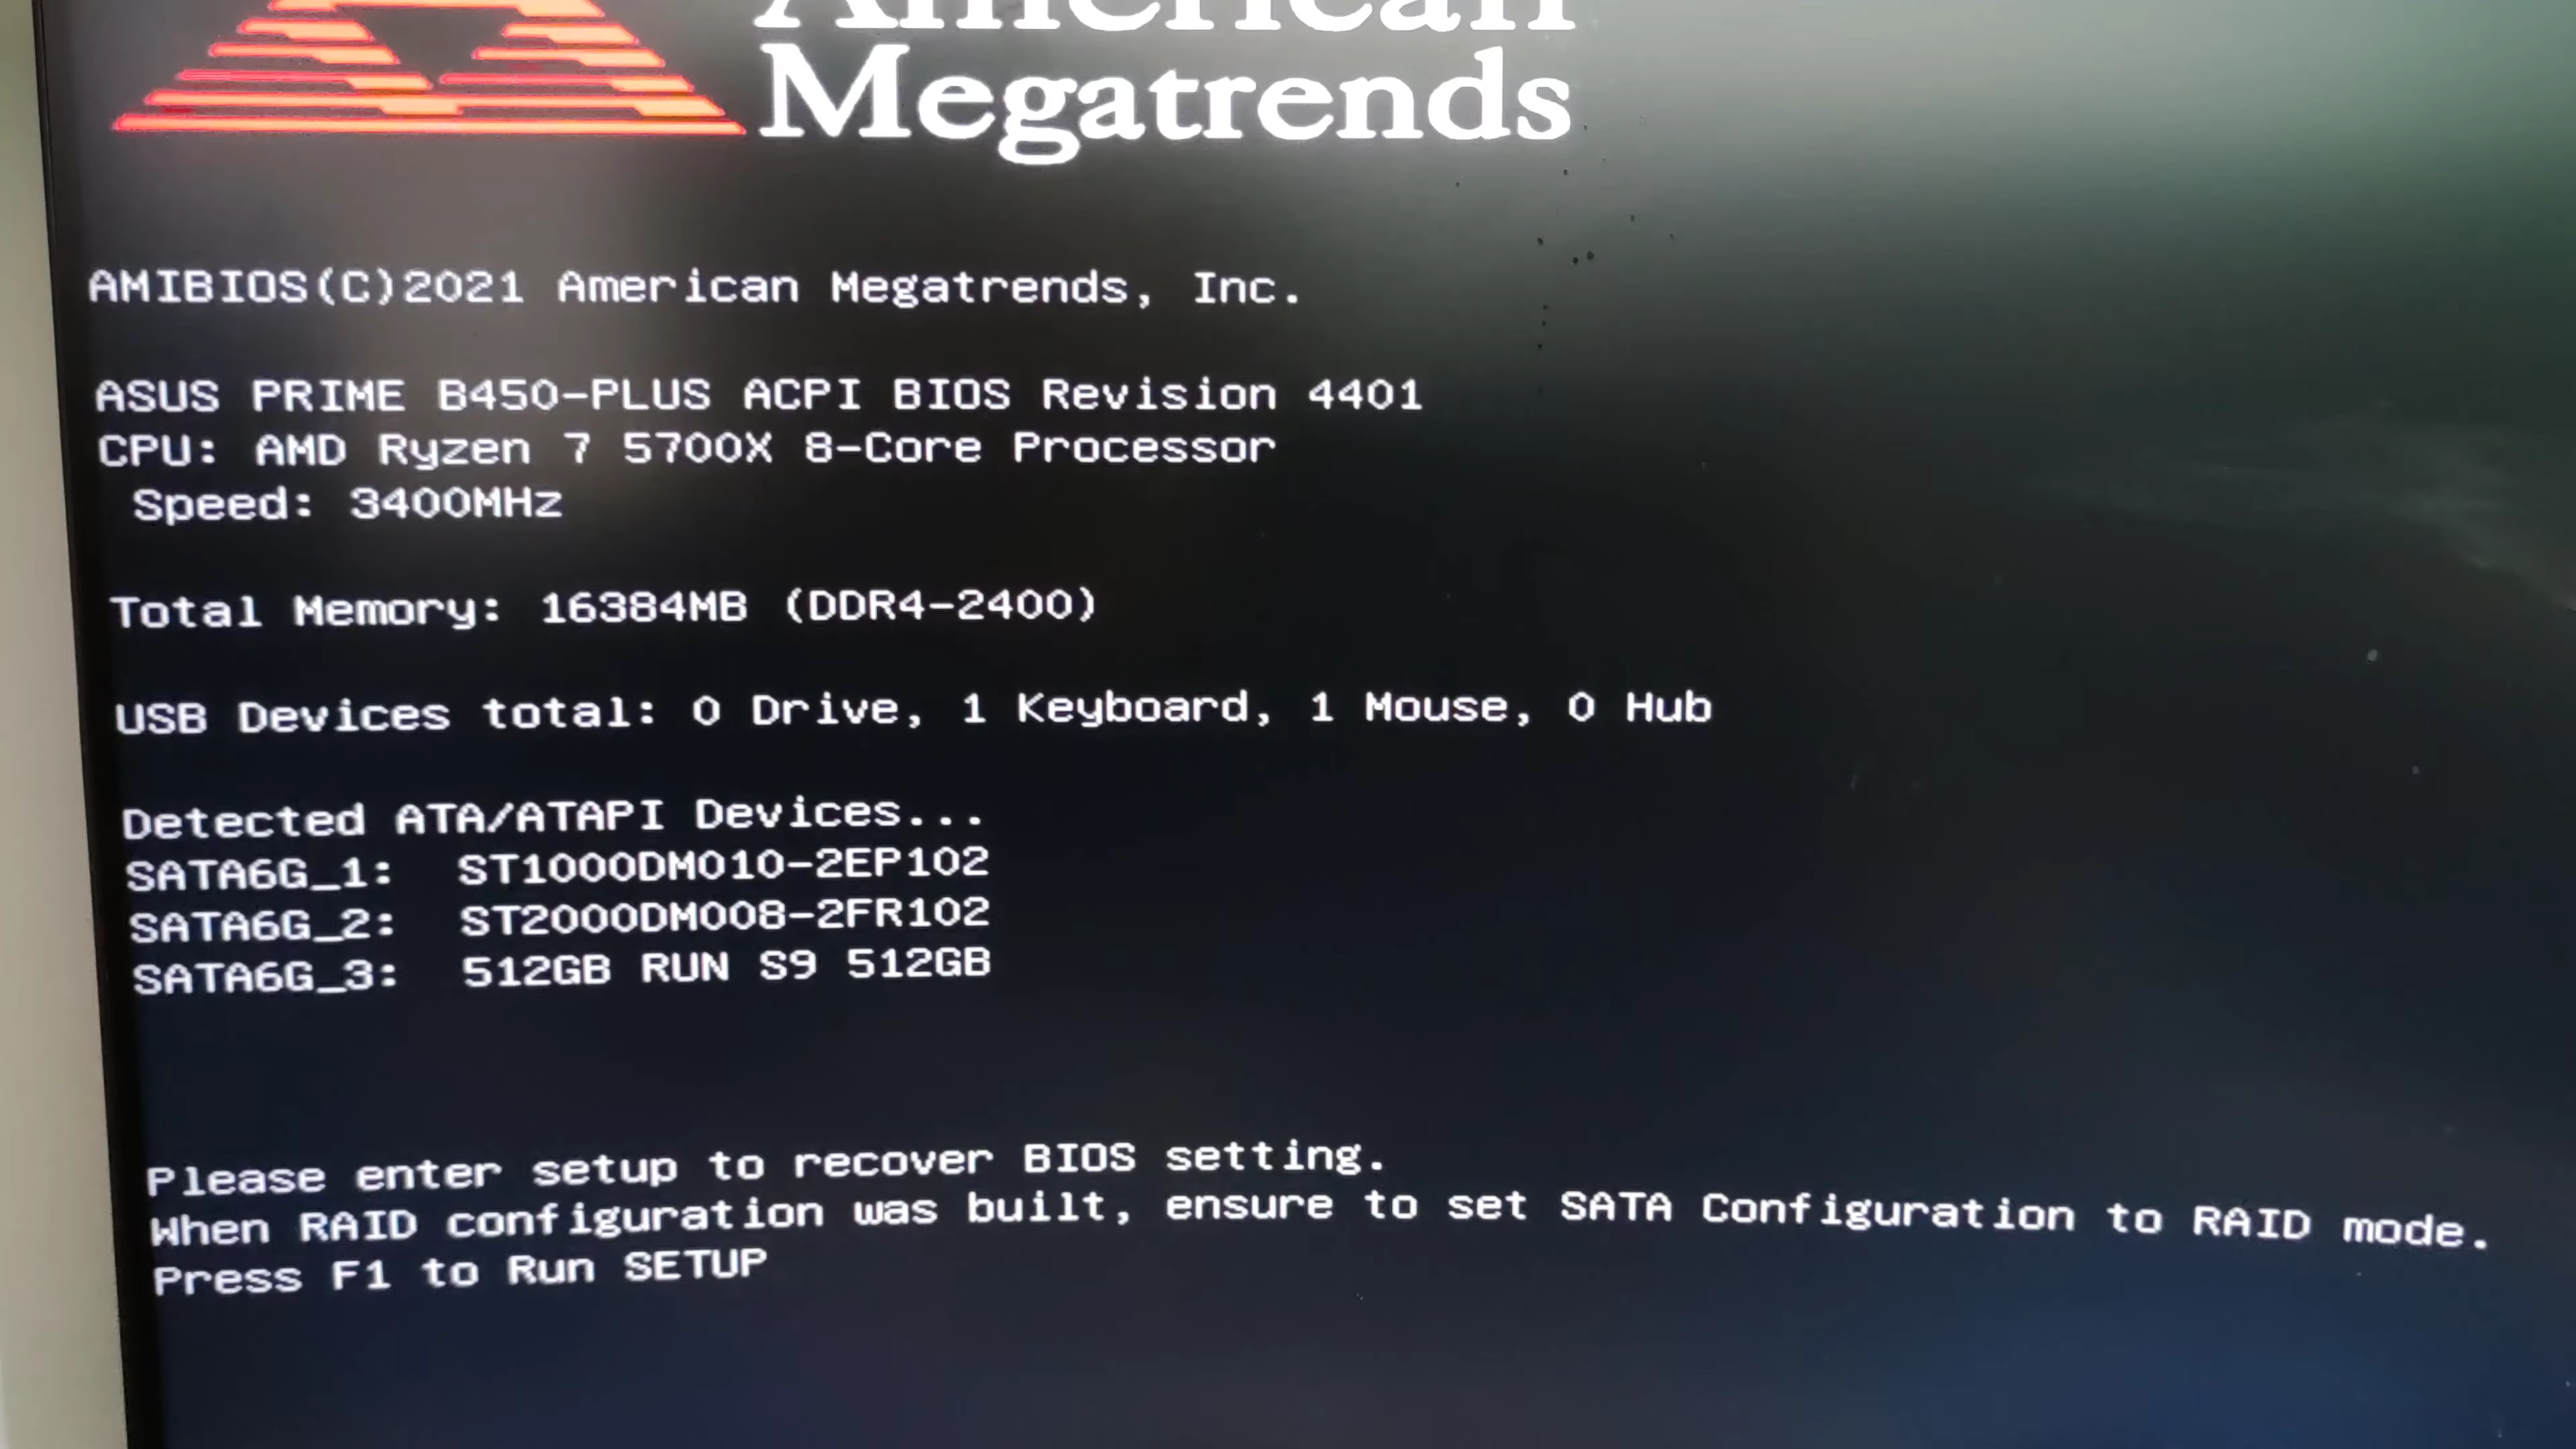 American
Megatrends
AMIBIOS(C)2021 American Megatrends, Inc.
ASUS PRIME B450-PLUS ACPI BIOS Revision 4401
CPU: AMD Ryzen 7 5700X 8-Core Processor
Speed: 3400MHz
Total Memory: 16384MB (DDR4-2400)
USB Devices total: 0 Drive, 1 Keyboard, 1 Mouse, 0 Hub
Detected ATA/ATAPI Devices...
SATA6G_1: ST1000DM010-2EP102
SATA6G_2: ST2000DM008-2FR102
SATA6G_3: 512GB RUN S9 512GB
Please enter setup to recover BIOS setting.
When RAID configuration was built, ensure to set SATA Configuration to RAID mode.
Press F1 to Run SETUP